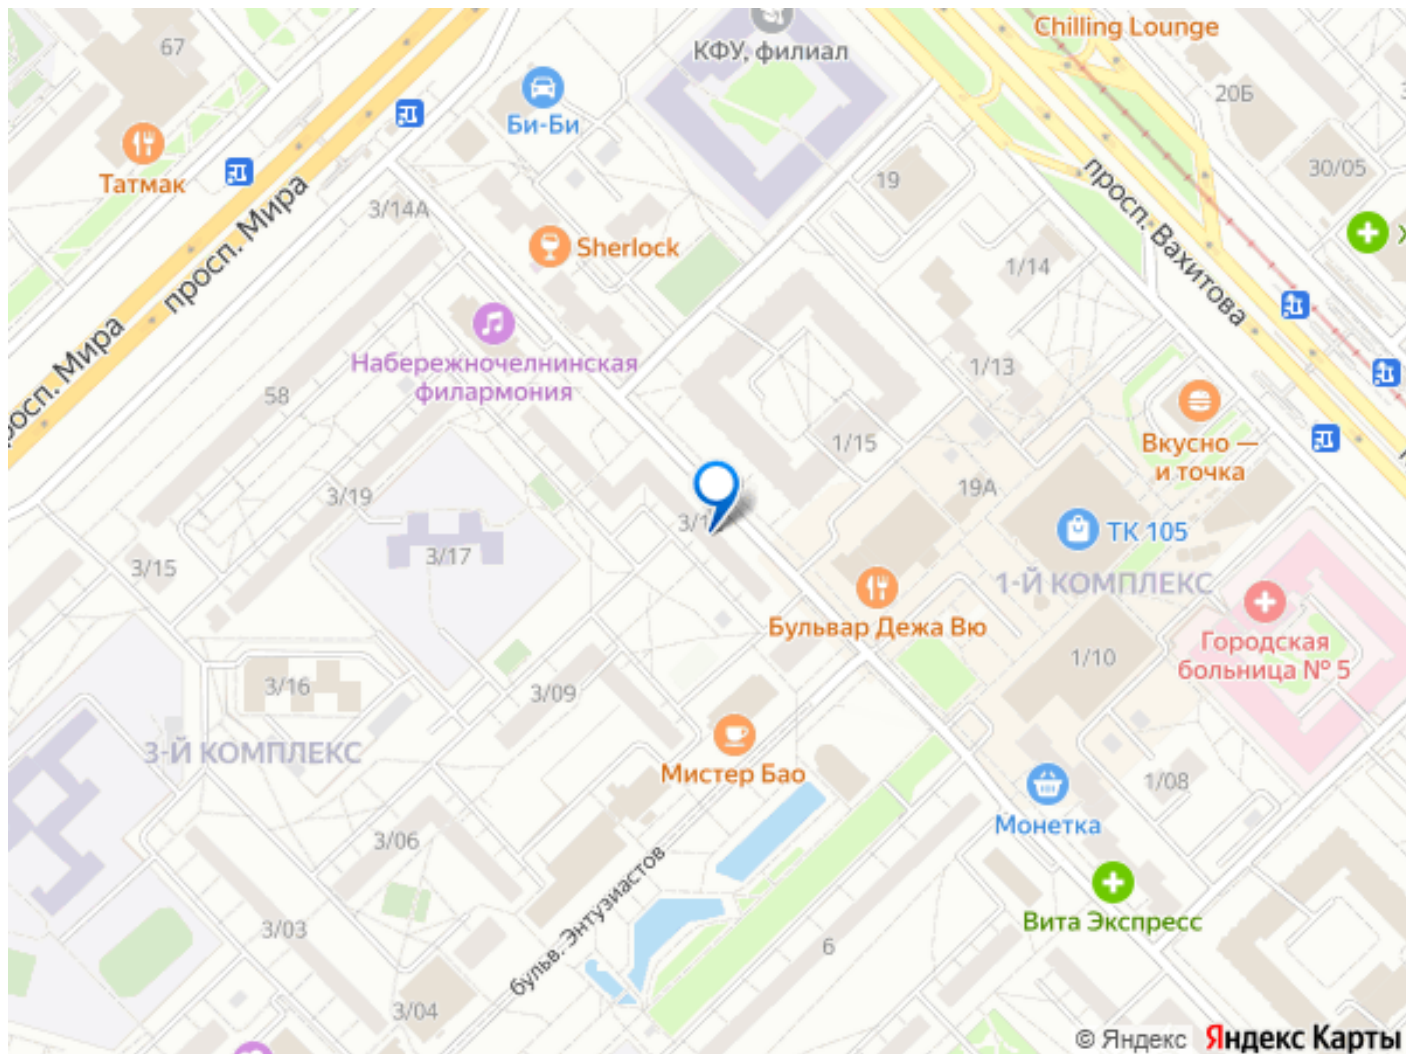 Chilling Lounge
67
КФУ, филиал
20Б
Би-Би
30/05
Татмак
19
просп. Вахитова
3/14А
просп. Мира
Sherlock
1/14
Набережночелнинская
филармония
1/13
58
1/15
Вкусно —
и точка
19А
3/19
ТК 105
3/17
3/15
1-Й КОМПЛЕКС
Бульвар Дежа Вю
Городская
больница № 5
1/10
3/16
3/09
3-Й КОМПЛЕКС
Мистер Бао
1/08
Монетка
3/06
бульв. Энтузиастов
Вита Экспресс
3/03
6
3/04
© Яндекс Яндекс Карты